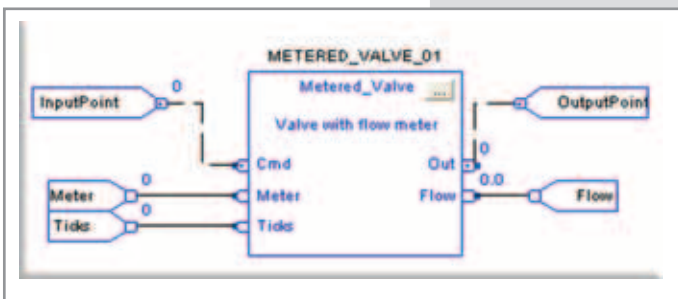 METERED_VALVE_01
Metered_Valve ...
Valve with flow meter
InputPoint 0
Cmd
Meter 0
Meter
Ticks 0
Ticks
Out 0
OutputPoint
Flow 0.0
Flow